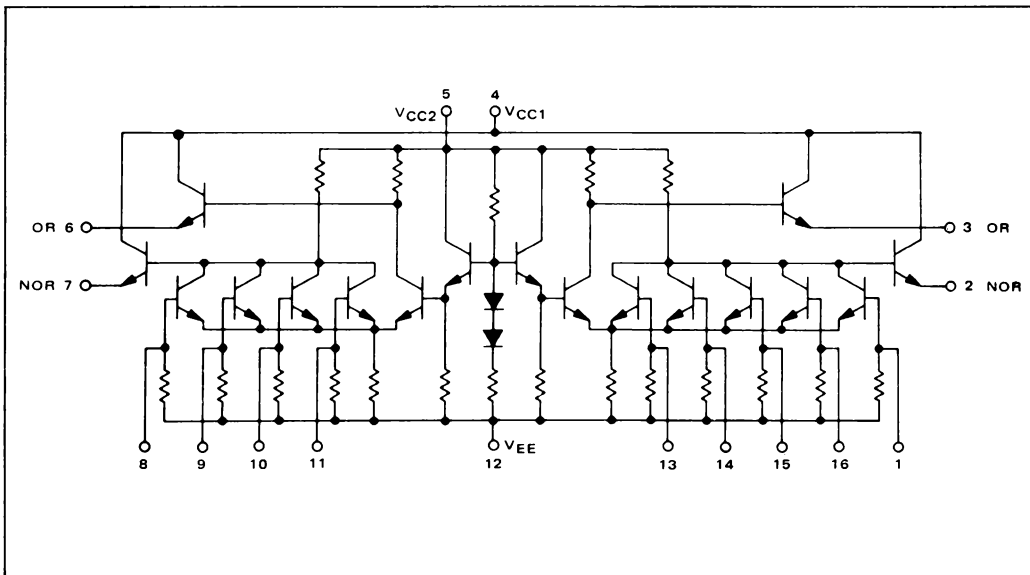 5 4
VCC2 VCC1
OR 6 3 OR
NOR 7 2 NOR
8 9 10 11 12 VEE 13 14 15 16 1